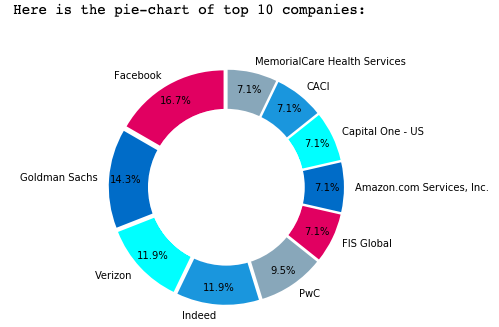 Here is the pie-chart of top 10 companies:
MemorialCare Health Services
7.1%
CACI
7.1%
Capital One - US
7.1%
Amazon.com Services, Inc.
7.1%
FIS Global
7.1%
PwC
9.5%
Indeed
11.9%
Verizon
11.9%
Goldman Sachs
14.3%
Facebook
16.7%